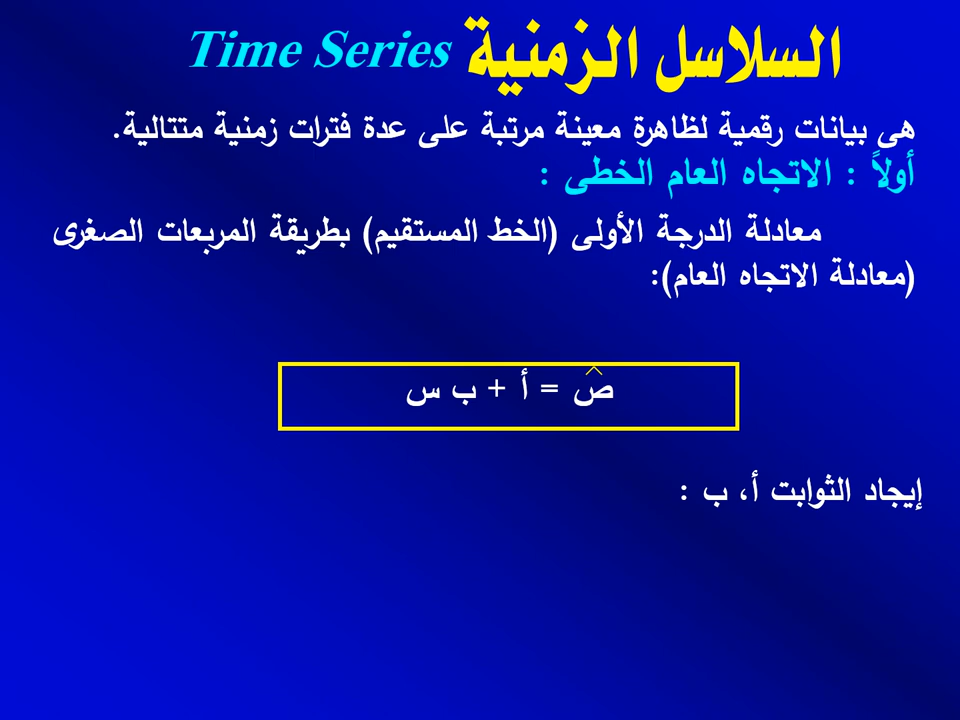 السلاسل الزمنية Time Series
هى بيانات رقمية لظاهرة معينة مرتبة على عدة فترات زمنية متتالية.
أولاً : الاتجاه العام الخطى :
معادلة الدرجة الأولى (الخط المستقيم) بطريقة المربعات الصغرى
(معادلة الاتجاه العام):
ص^ = أ + ب س
إيجاد الثوابت أ، ب :